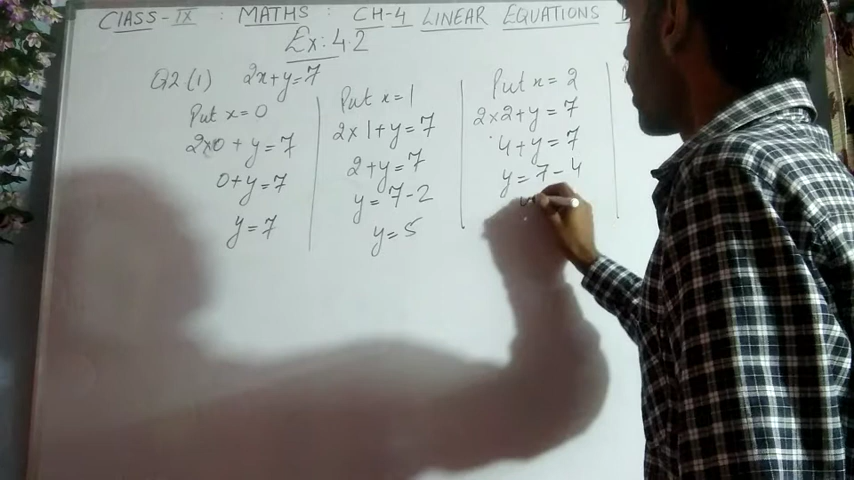 CLASS-IX : MATHS : CH-4 LINEAR EQUATIONS
Ex: 4.2
Q2 (1) 2x+y=7
Put x=0
2x0+y=7
0+y=7
y=7
Put x=1
2x1+y=7
2+y=7
y=7-2
y=5
Put x=2
2x2+y=7
4+y=7
y=7-4